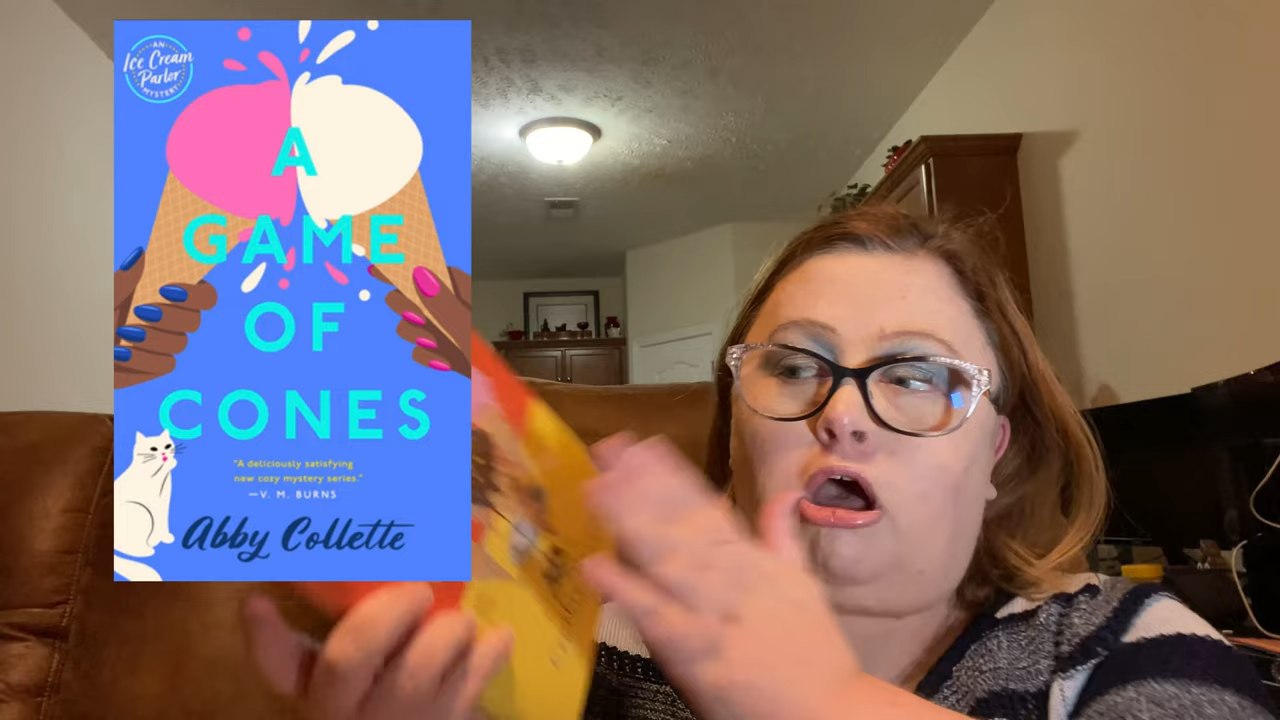 AN
Ice Cream
Parlor
MYSTERY
A
GAME
OF
CONES
"A deliciously satisfying
new cozy mystery series."
—V. M. BURNS
Abby Collette